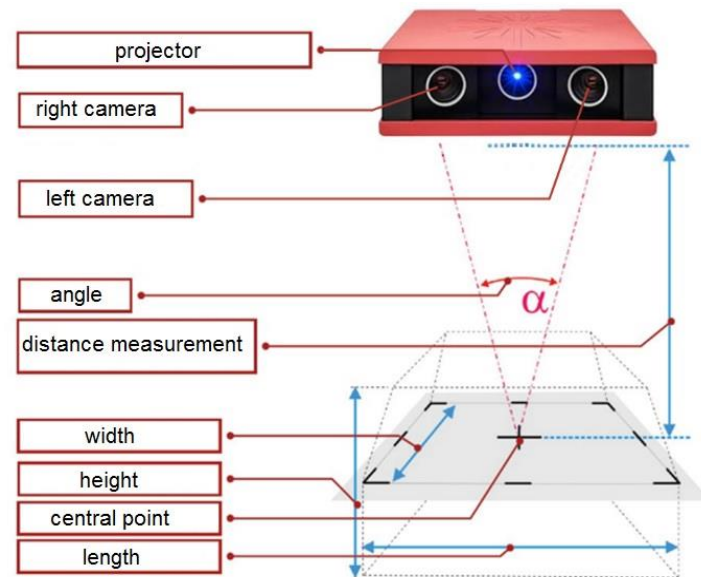 projector
right camera
left camera
angle
α
distance measurement
width
height
central point
length